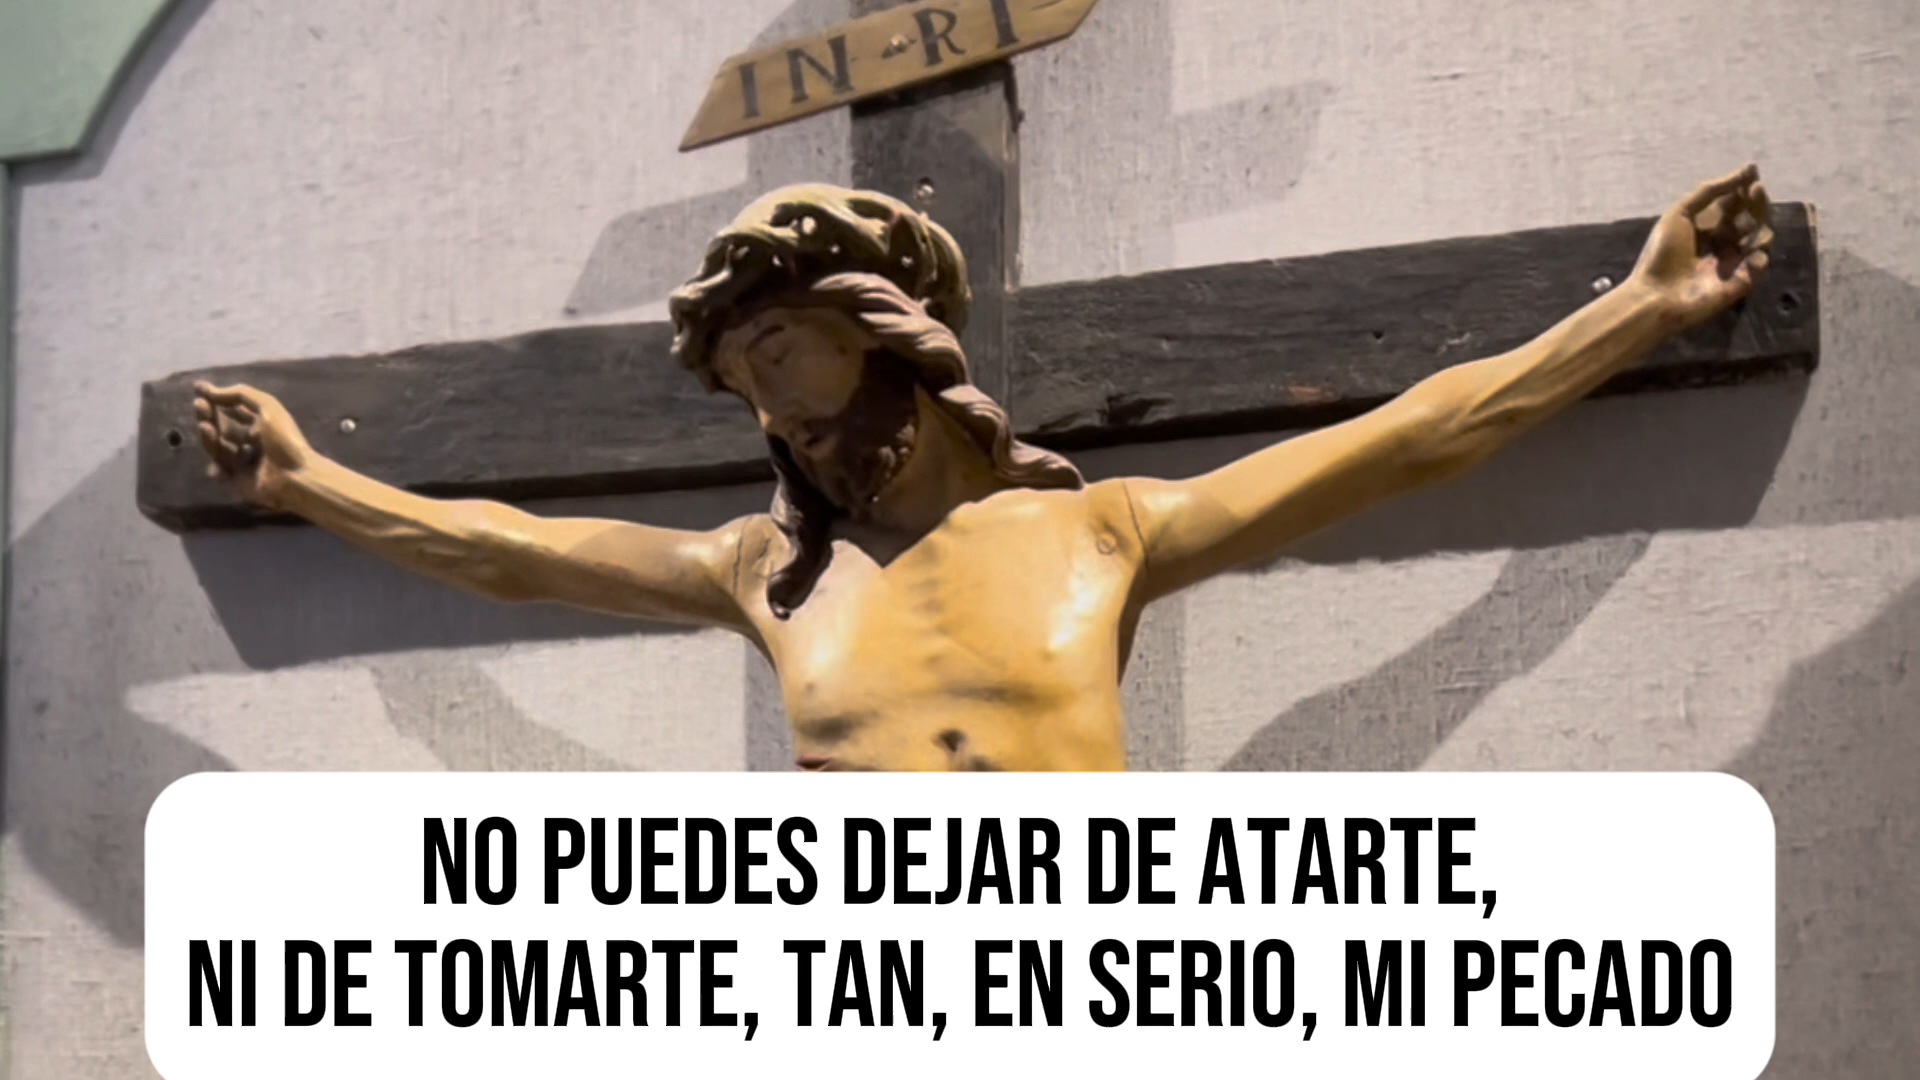 INRI
NO PUEDES DEJAR DE ATARTE,
NI DE TOMARTE, TAN, EN SERIO, MI PECADO